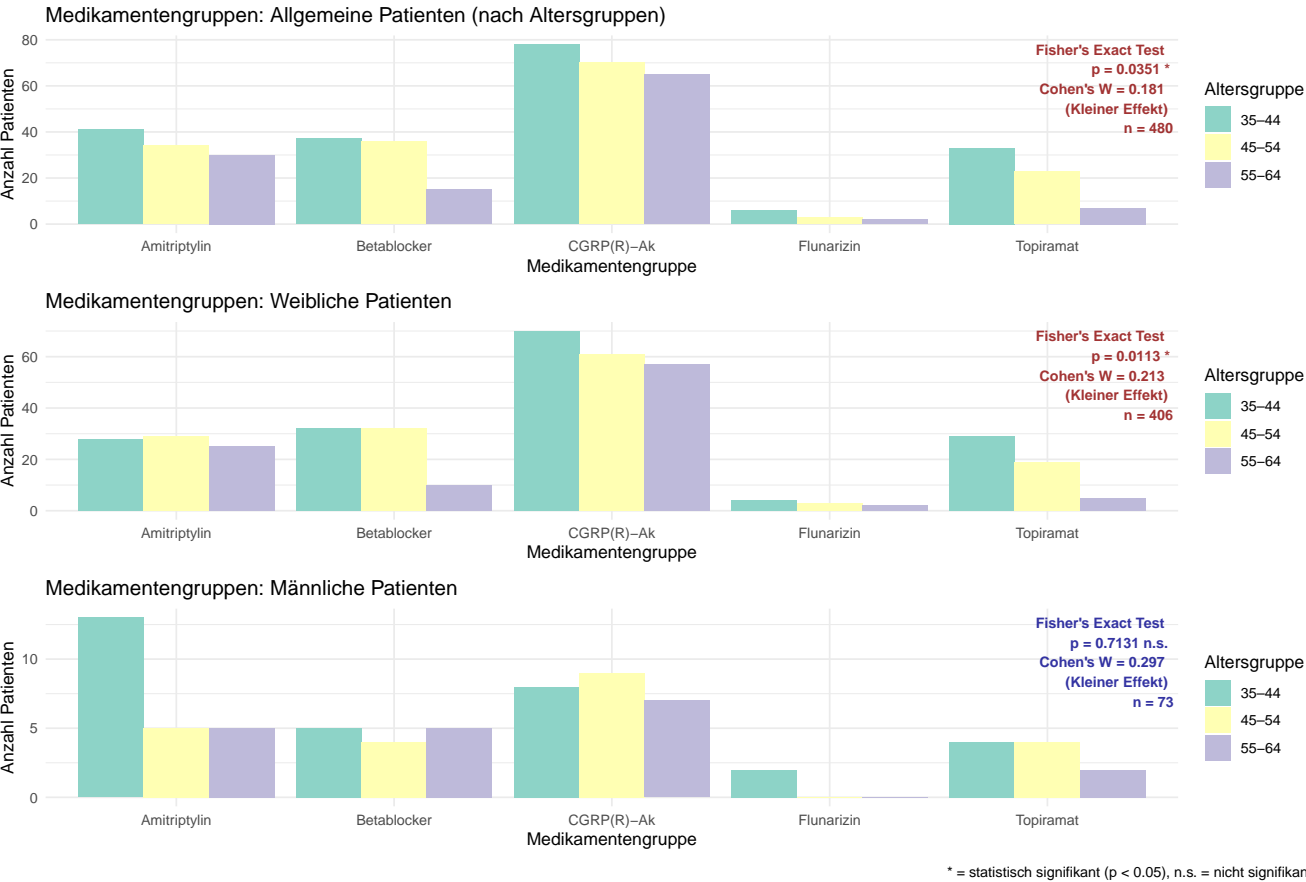 Medikamentengruppen: Allgemeine Patienten (nach Altersgruppen)
Anzahl Patienten
80
60
40
20
0
Fisher's Exact Test
p = 0.0351 *
Cohen's W = 0.181
(Kleiner Effekt)
n = 480
Amitriptylin
Betablocker
CGRP(R)−Ak
Flunarizin
Topiramat
Medikamentengruppe
Altersgruppe
35−44
45−54
55−64
Medikamentengruppen: Weibliche Patienten
Anzahl Patienten
60
40
20
0
Fisher's Exact Test
p = 0.0113 *
Cohen's W = 0.213
(Kleiner Effekt)
n = 406
Amitriptylin
Betablocker
CGRP(R)−Ak
Flunarizin
Topiramat
Medikamentengruppe
Altersgruppe
35−44
45−54
55−64
Medikamentengruppen: Männliche Patienten
Anzahl Patienten
10
5
0
Fisher's Exact Test
p = 0.7131 n.s.
Cohen's W = 0.297
(Kleiner Effekt)
n = 73
Amitriptylin
Betablocker
CGRP(R)−Ak
Flunarizin
Topiramat
Medikamentengruppe
Altersgruppe
35−44
45−54
55−64
* = statistisch signifikant (p < 0.05), n.s. = nicht signifikan